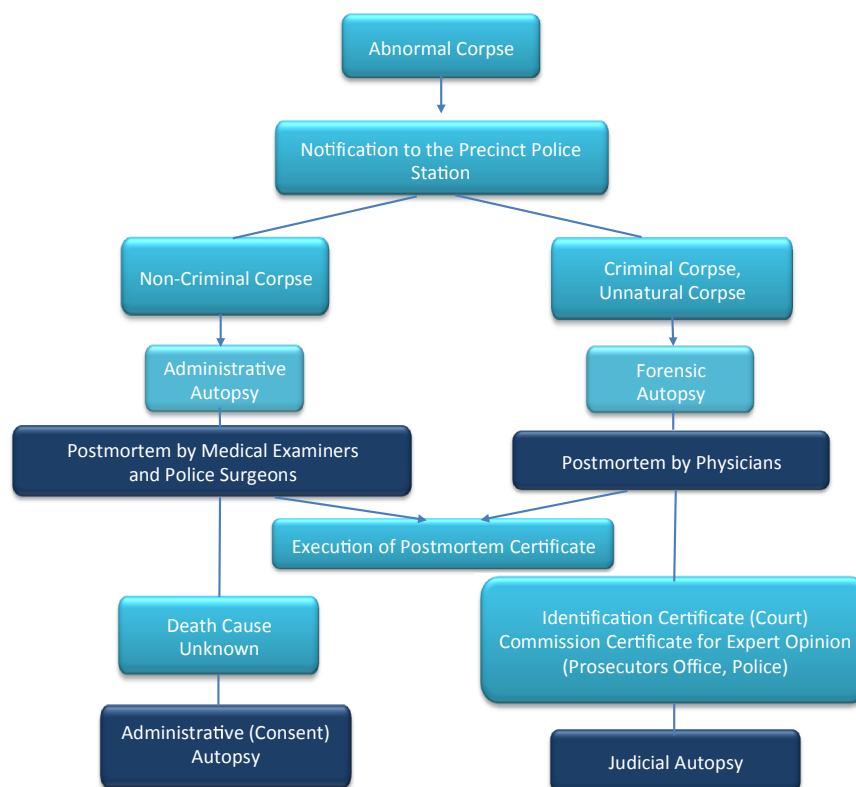 Abnormal Corpse
Notification to the Precinct Police
Station
Non-Criminal Corpse
Criminal Corpse,
Unnatural Corpse
Administrative
Autopsy
Forensic
Autopsy
Postmortem by Medical Examiners
and Police Surgeons
Postmortem by Physicians
Execution of Postmortem Certificate
Death Cause
Unknown
Identification Certificate (Court)
Commission Certificate for Expert Opinion
(Prosecutors Office, Police)
Administrative (Consent)
Autopsy
Judicial Autopsy